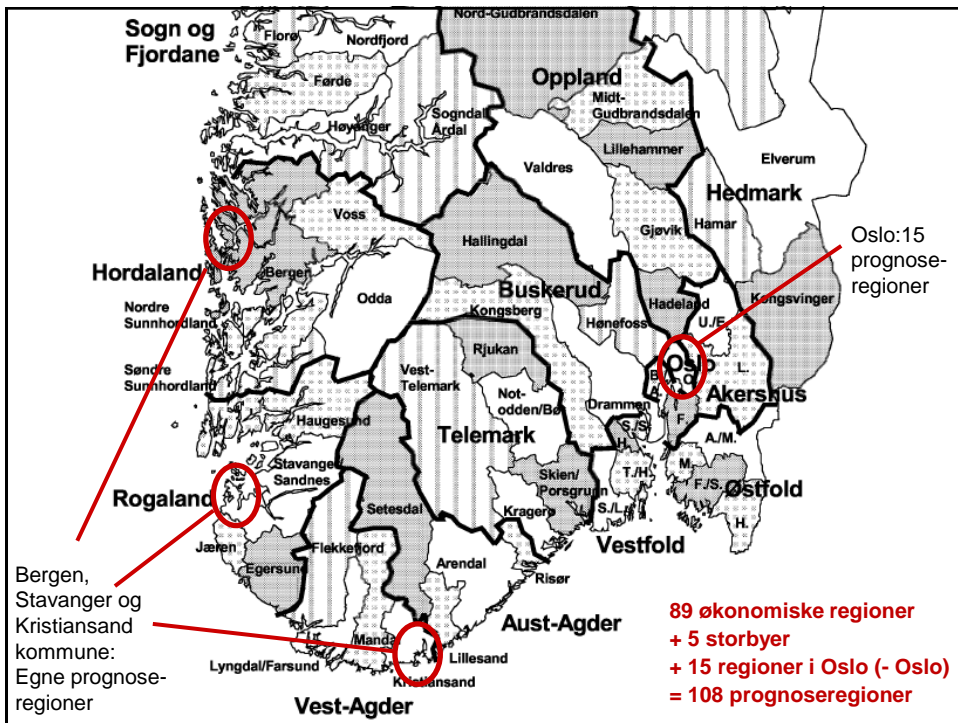 Nord-Gudbrandsdalen
Sogn og
Fjordane
Florø
Nordfjord
Førde
Oppland
Midt-
Gudbrandsdalen
Høyanger
Sogndal/
Årdal
Lillehammer
Elverum
Valdres
Hedmark
Voss
Gjøvik
Hamar
Hallingdal
Oslo:15
prognose-
regioner
Hordaland
Bergen
Odda
Buskerud
Kongsberg
Hadeland
Kongsvinger
Nordre
Sunnhordland
Hønefoss
U./E.
Rjukan
Oslo
O.
B.
A.
L.
Søndre
Sunnhordland
Vest-
Telemark
Not-
odden/Bø
Drammen
Akershus
Haugesund
Telemark
S./S.
F.
H.
A./M.
Stavanger/
Sandnes
Skien/
Porsgrunn
T./H.
M.
F./S.
Østfold
Rogaland
Setesdal
Kragerø
S./L.
H.
Vestfold
Jæren
Flekkefjord
Egersund
Arendal
Risør
Bergen,
Stavanger og
Kristiansand
kommune:
Egne prognose-
regioner
Aust-Agder
Mandal
Lillesand
Lyngdal/Farsund
Kristiansand
Vest-Agder
89 økonomiske regioner
+ 5 storbyer
+ 15 regioner i Oslo (- Oslo)
= 108 prognoseregioner